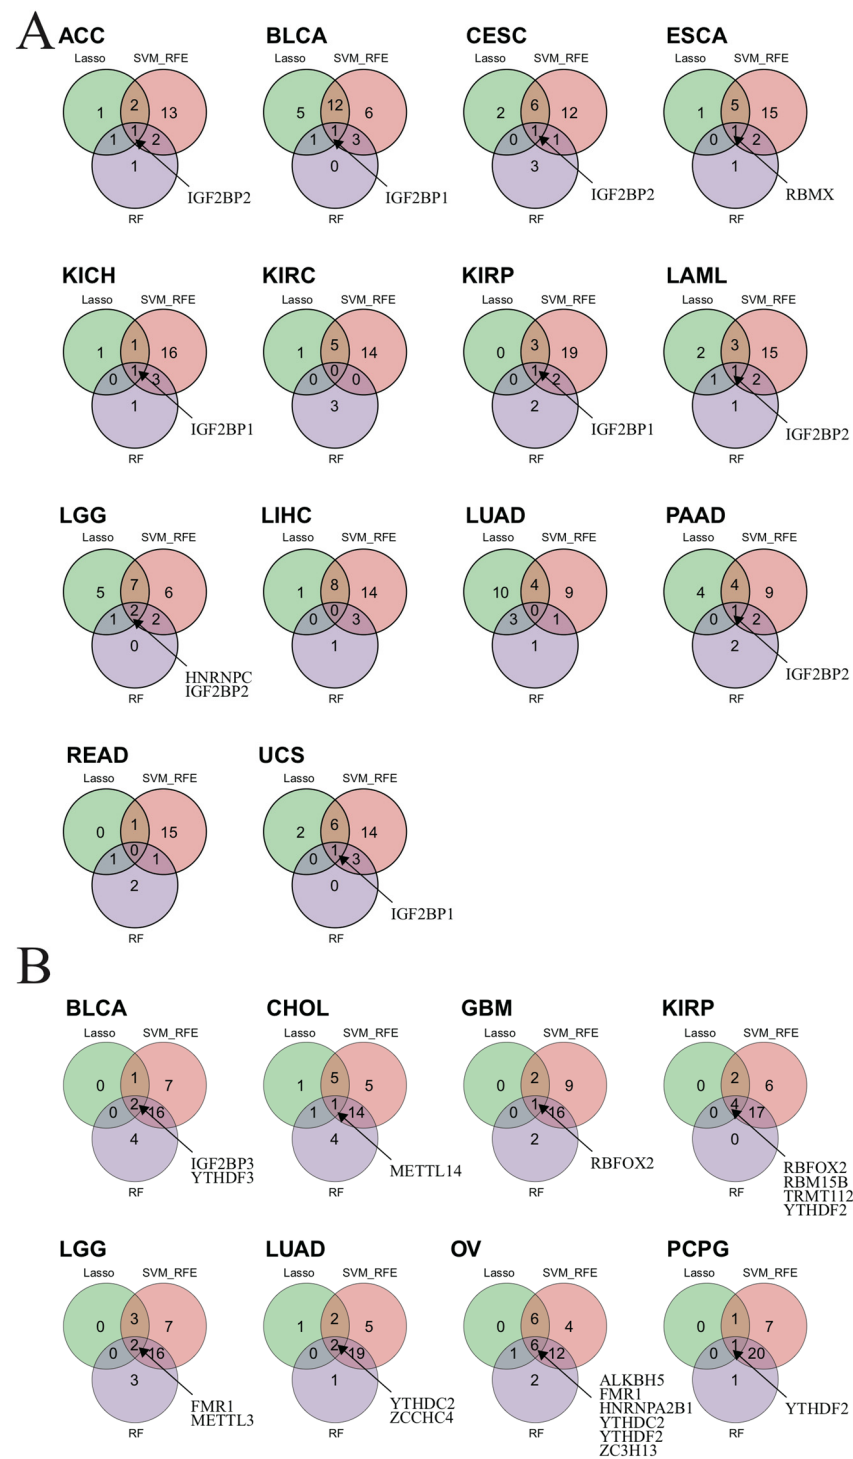 A
ACC BLCA CESC ESCA
Lasso SVM_RFE Lasso SVM_RFE Lasso SVM_RFE Lasso SVM_RFE
1 2 13 5 12 6 2 6 12 1 5 15
1 1 2 1 1 3 0 1 1 0 1 2
1 0 3 1
IGF2BP2 IGF2BP1 IGF2BP2 RBMX
RF RF RF RF
KICH KIRC KIRP LAML
Lasso SVM_RFE Lasso SVM_RFE Lasso SVM_RFE Lasso SVM_RFE
1 1 16 1 5 14 0 3 19 2 3 15
0 1 3 0 0 0 0 1 2 1 1 2
1 3 2 1
IGF2BP1 IGF2BP1 IGF2BP2
RF RF RF RF
LGG LIHC LUAD PAAD
Lasso SVM_RFE Lasso SVM_RFE Lasso SVM_RFE Lasso SVM_RFE
5 7 6 1 8 14 10 4 9 4 4 9
1 2 2 0 0 3 3 0 1 0 1 2
0 1 1 2
HNRNPC IGF2BP2
IGF2BP2
RF RF RF RF
READ UCS
Lasso SVM_RFE Lasso SVM_RFE
0 1 15 2 6 14
1 0 1 0 1 3
2 0
IGF2BP1
RF RF
B
BLCA CHOL GBM KIRP
Lasso SVM_RFE Lasso SVM_RFE Lasso SVM_RFE Lasso SVM_RFE
0 1 7 1 5 5 0 2 9 0 2 6
0 2 16 1 1 14 0 1 16 0 4 17
4 4 2 0
IGF2BP3 METTL14 RBFOX2 RBFOX2
YTHDF3 RBM15B
TRMT112
YTHDF2
RF RF RF RF
LGG LUAD OV PCPG
Lasso SVM_RFE Lasso SVM_RFE Lasso SVM_RFE Lasso SVM_RFE
0 3 7 1 2 5 0 6 4 0 1 7
0 2 16 0 2 19 1 6 12 0 1 20
3 1 2 1
FMR1 YTHDC2 ALKBH5 YTHDF2
METTL3 ZCCHC4 FMR1
HNRNPA2B1
YTHDC2
YTHDF2
ZC3H13
RF RF RF RF